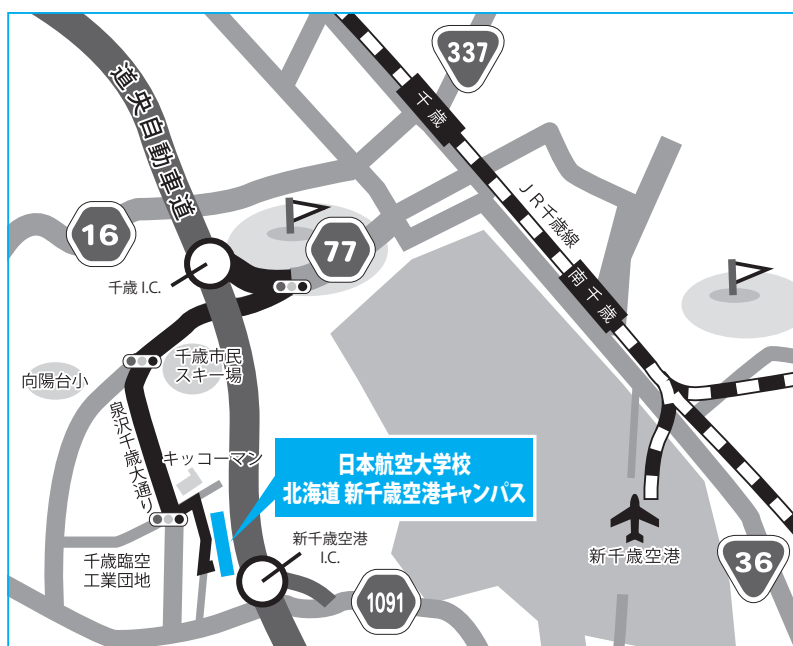 337
道央自動車道
千歳
JR千歳線
16
77
千歳 I.C.
南千歳
千歳市民
スキー場
向陽台小
泉沢千歳大通り
キッコーマン
日本航空大学校
北海道 新千歳空港キャンパス
新千歳空港
I.C.
新千歳空港
36
千歳臨空
工業団地
1091